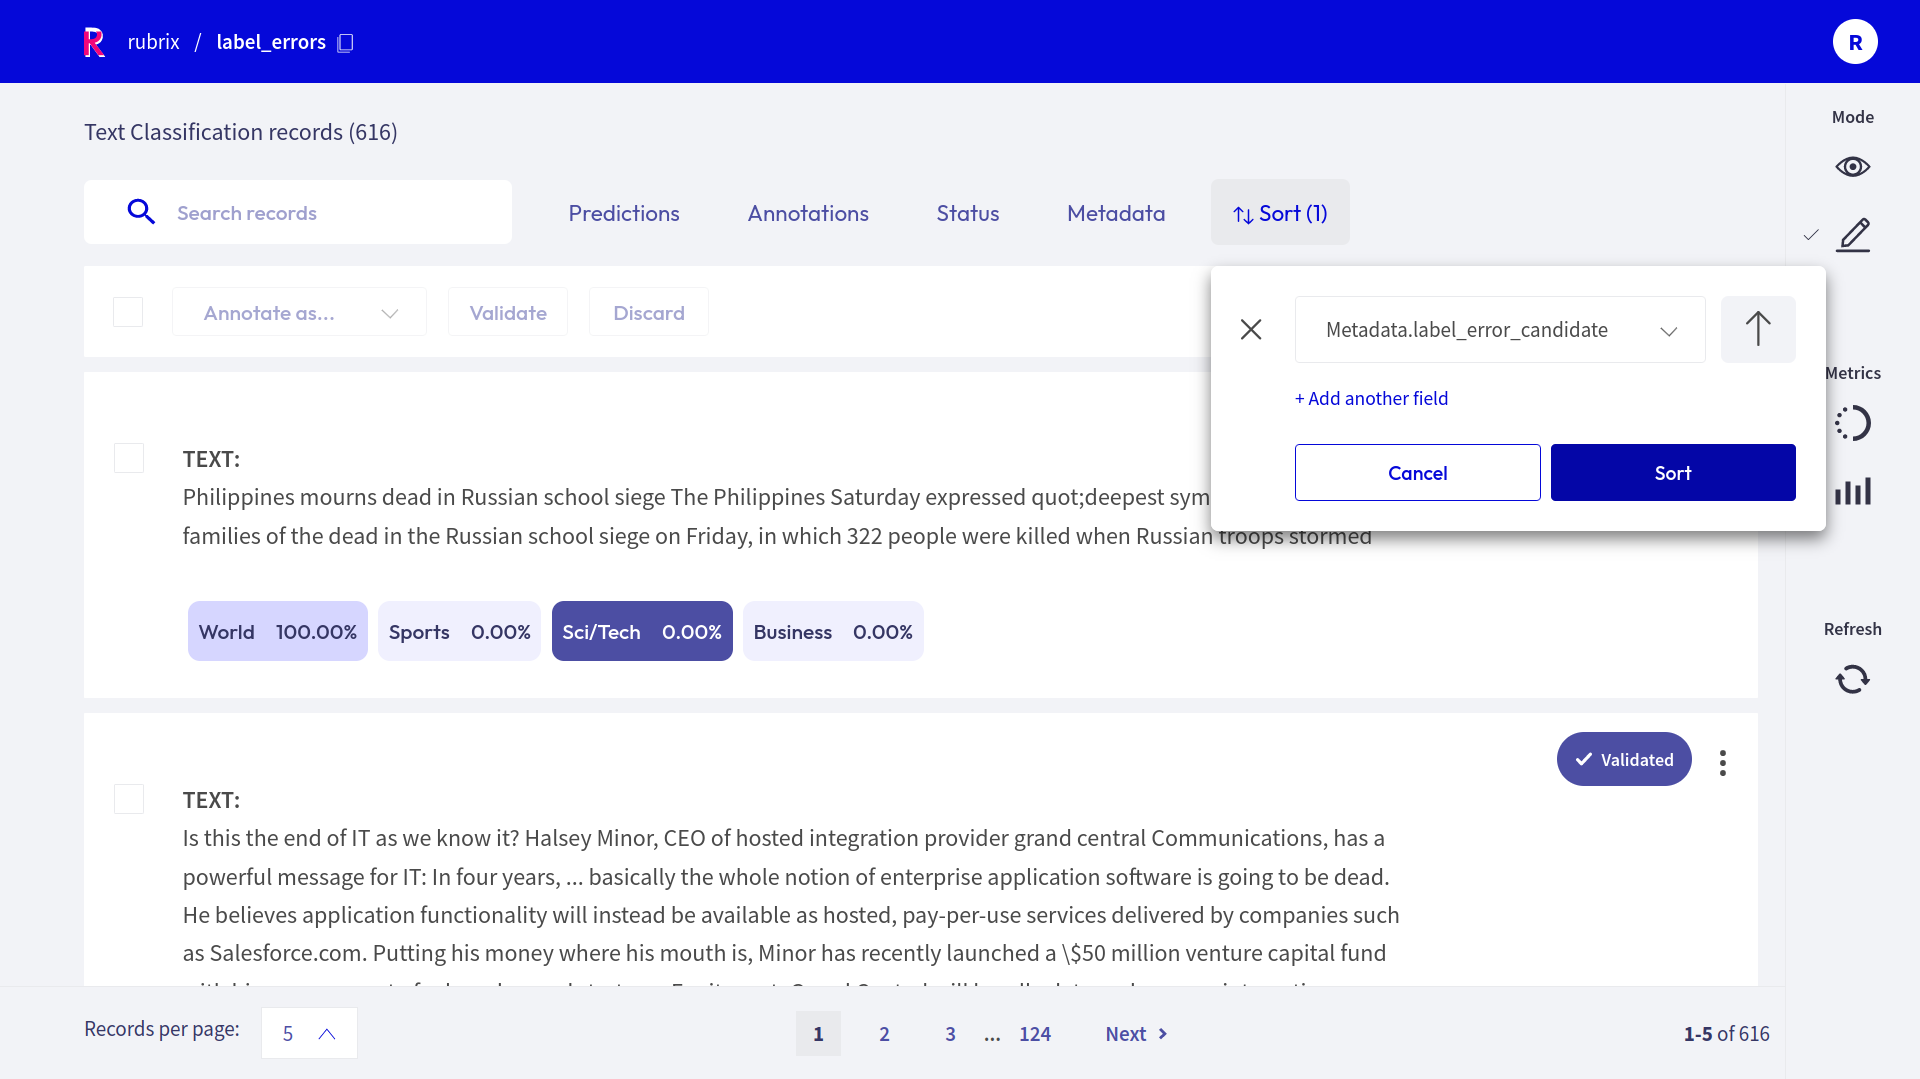 R rubrix / label_errors
R
Text Classification records (616)
Mode
Search records
Predictions
Annotations
Status
Metadata
Sort (1)
Annotate as...
Validate
Discard
Metadata.label_error_candidate
+ Add another field
Cancel
Sort
Metrics
TEXT:
Philippines mourns dead in Russian school siege The Philippines Saturday expressed quot;deepest sym
families of the dead in the Russian school siege on Friday, in which 322 people were killed when Russian troops stormed
World 100.00%
Sports 0.00%
Sci/Tech 0.00%
Business 0.00%
Refresh
Validated
TEXT:
Is this the end of IT as we know it? Halsey Minor, CEO of hosted integration provider grand central Communications, has a
powerful message for IT: In four years, ... basically the whole notion of enterprise application software is going to be dead.
He believes application functionality will instead be available as hosted, pay-per-use services delivered by companies such
as Salesforce.com. Putting his money where his mouth is, Minor has recently launched a \$50 million venture capital fund
Records per page: 5
1 2 3 ... 124 Next
1-5 of 616